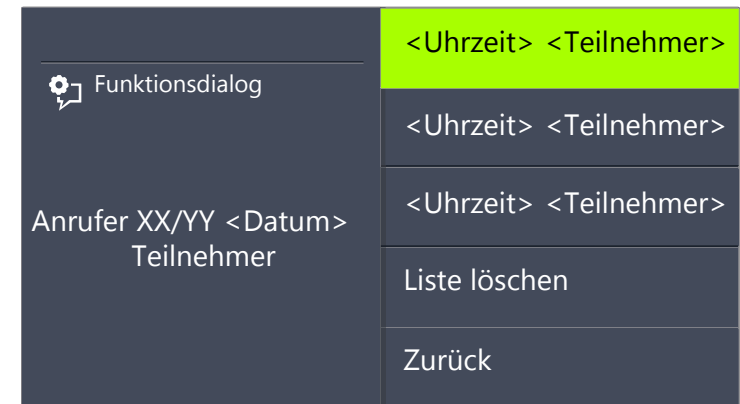 Funktionsdialog
Anrufer XX/YY <Datum>
Teilnehmer
<Uhrzeit> <Teilnehmer>
<Uhrzeit> <Teilnehmer>
<Uhrzeit> <Teilnehmer>
Liste löschen
Zurück